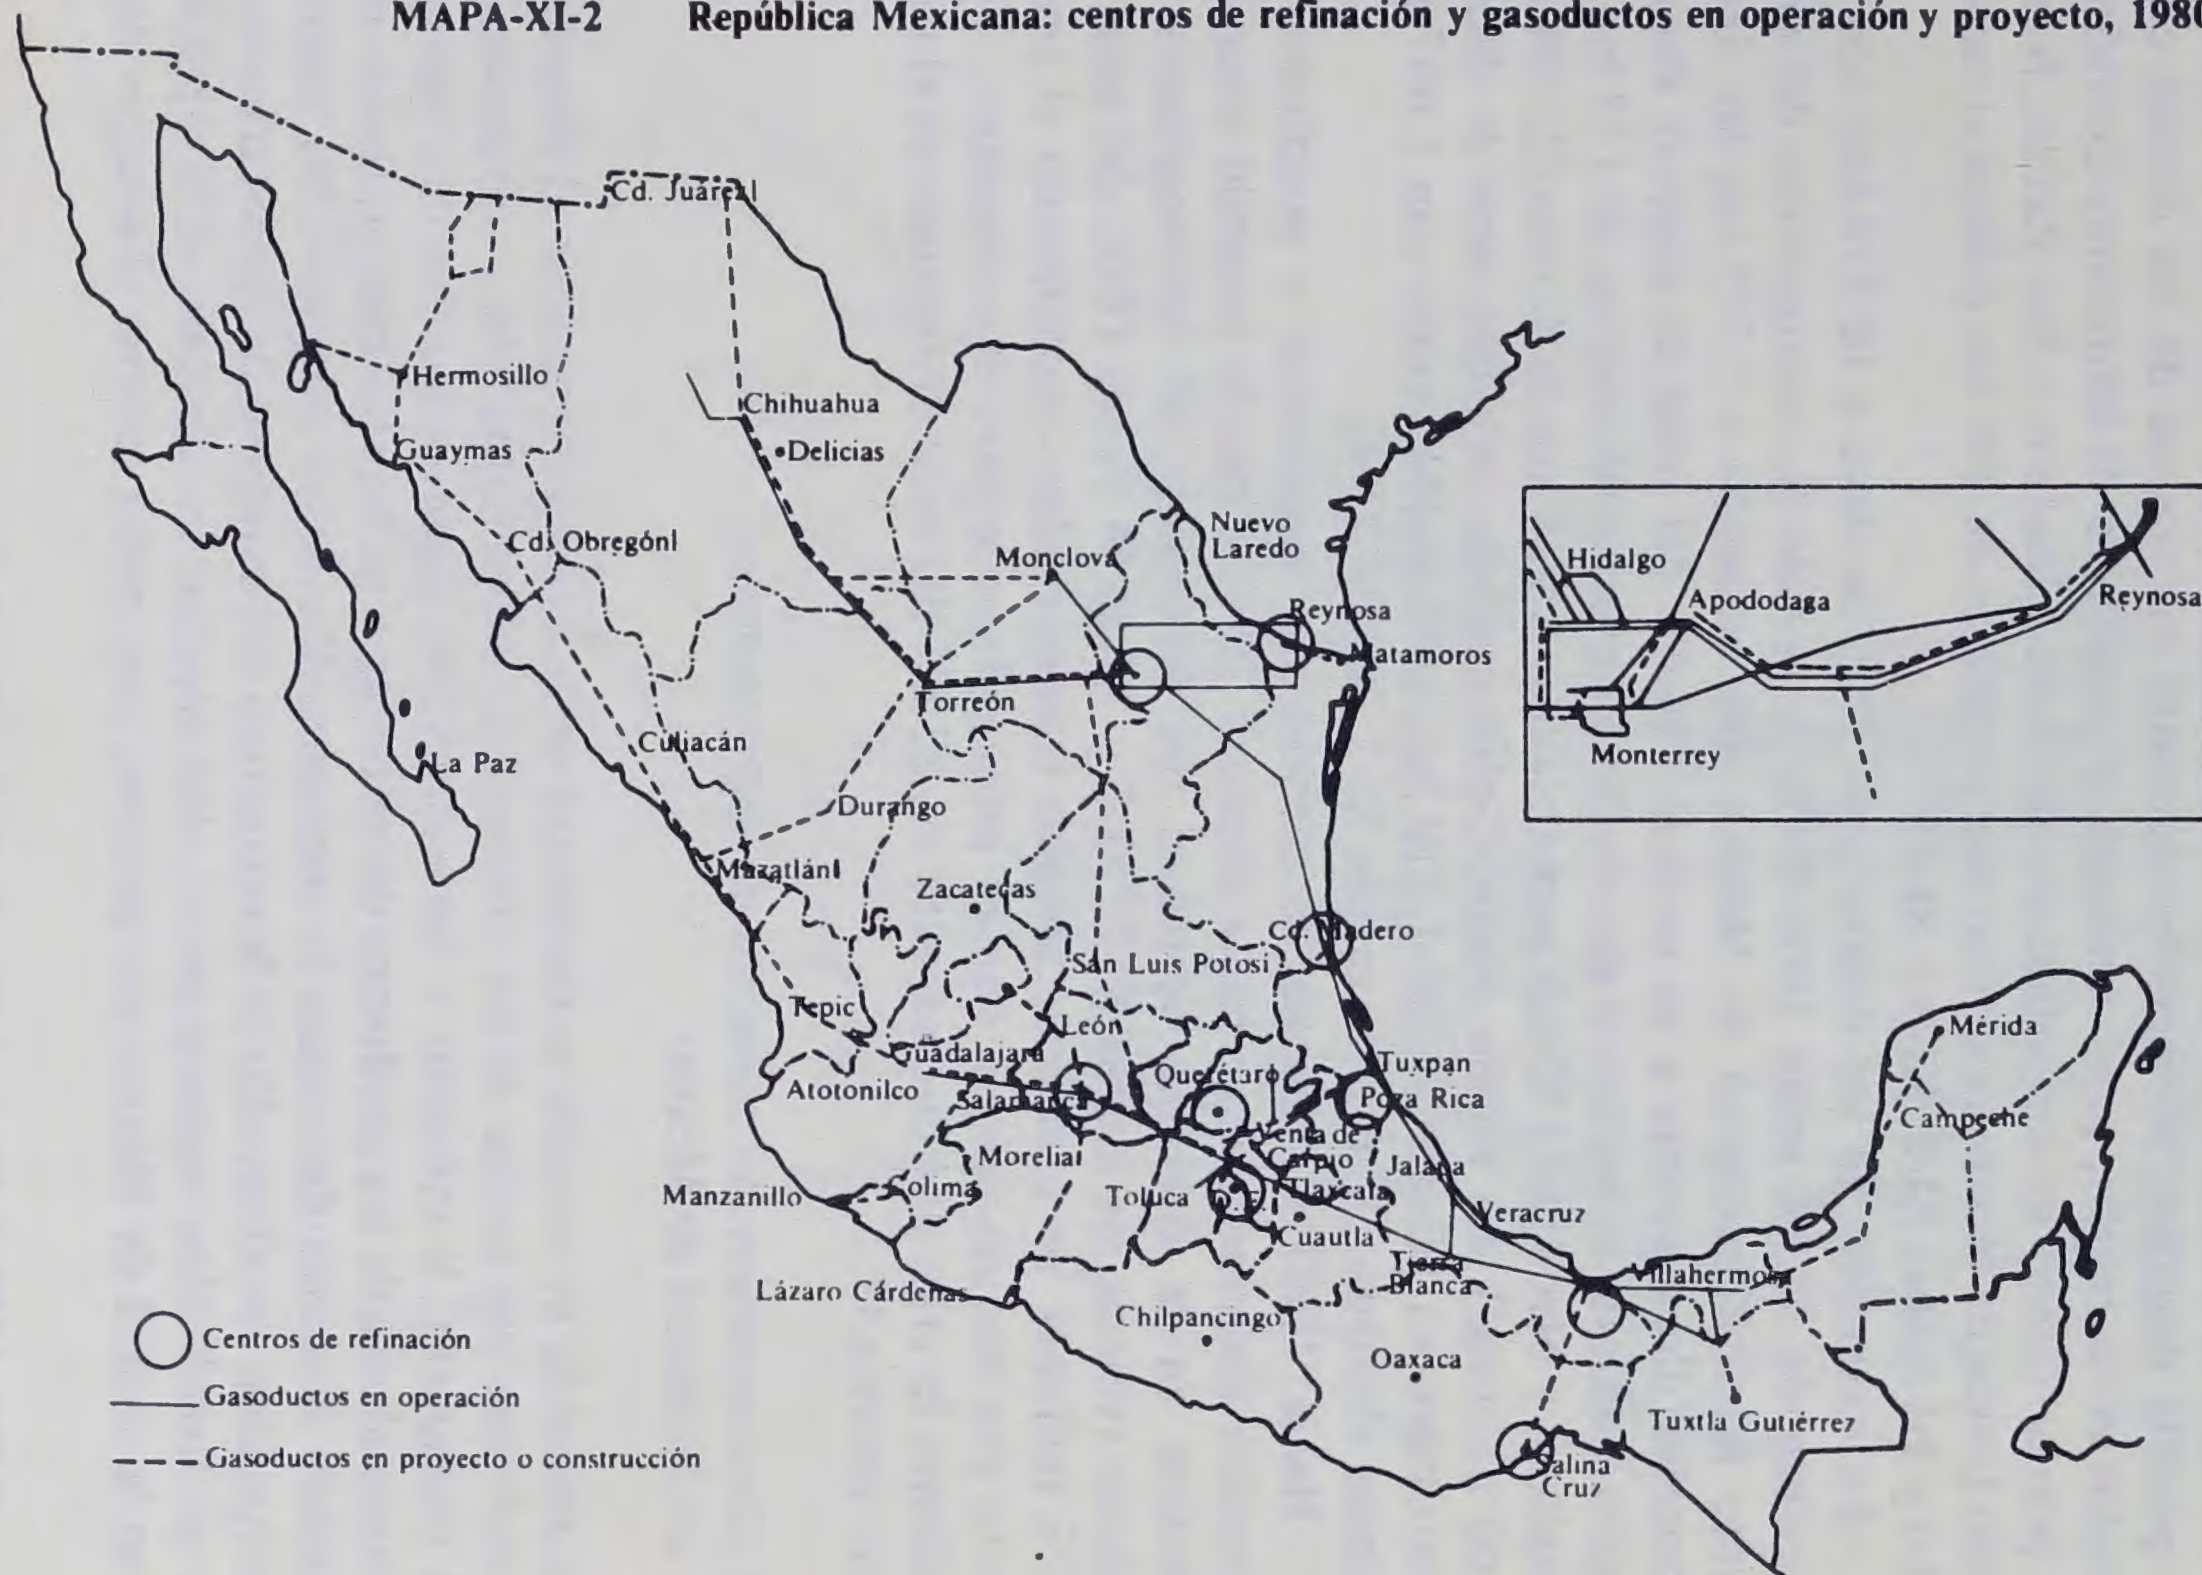 MAPA-XI-2 República Mexicana: centros de refinación y gasoductos en operación y proyecto, 1980
Cd. Juárezl
Hermosillo
Chihuahua
Guaymas
Delicias
Nuevo
Laredo
Cd. Obregónl
Monclova
Hidalgo
Apododaga
Reynosa
Reynosa
Matamoros
Torreón
Culiacán
Monterrey
La Paz
Durango
Mazatlánl
Zacatecas
Cd. Madero
San Luis Potosí
Tepic
León
Mérida
Guadalajara
Querétaro
Tuxpan
Atotonilco
Salamanca
Poza Rica
Campeche
Venta de
Carpio
Morelial
Jalapa
Manzanillo
Colima
Toluca
D.F.
Tlaxcala
Veracruz
Cuautla
Tierra
Blanca
Villahermosa
Lázaro Cárdenas
Chilpancingo
Centros de refinación
Oaxaca
Gasoductos en operación
Tuxtla Gutiérrez
Gasoductos en proyecto o construcción
Salina
Cruz